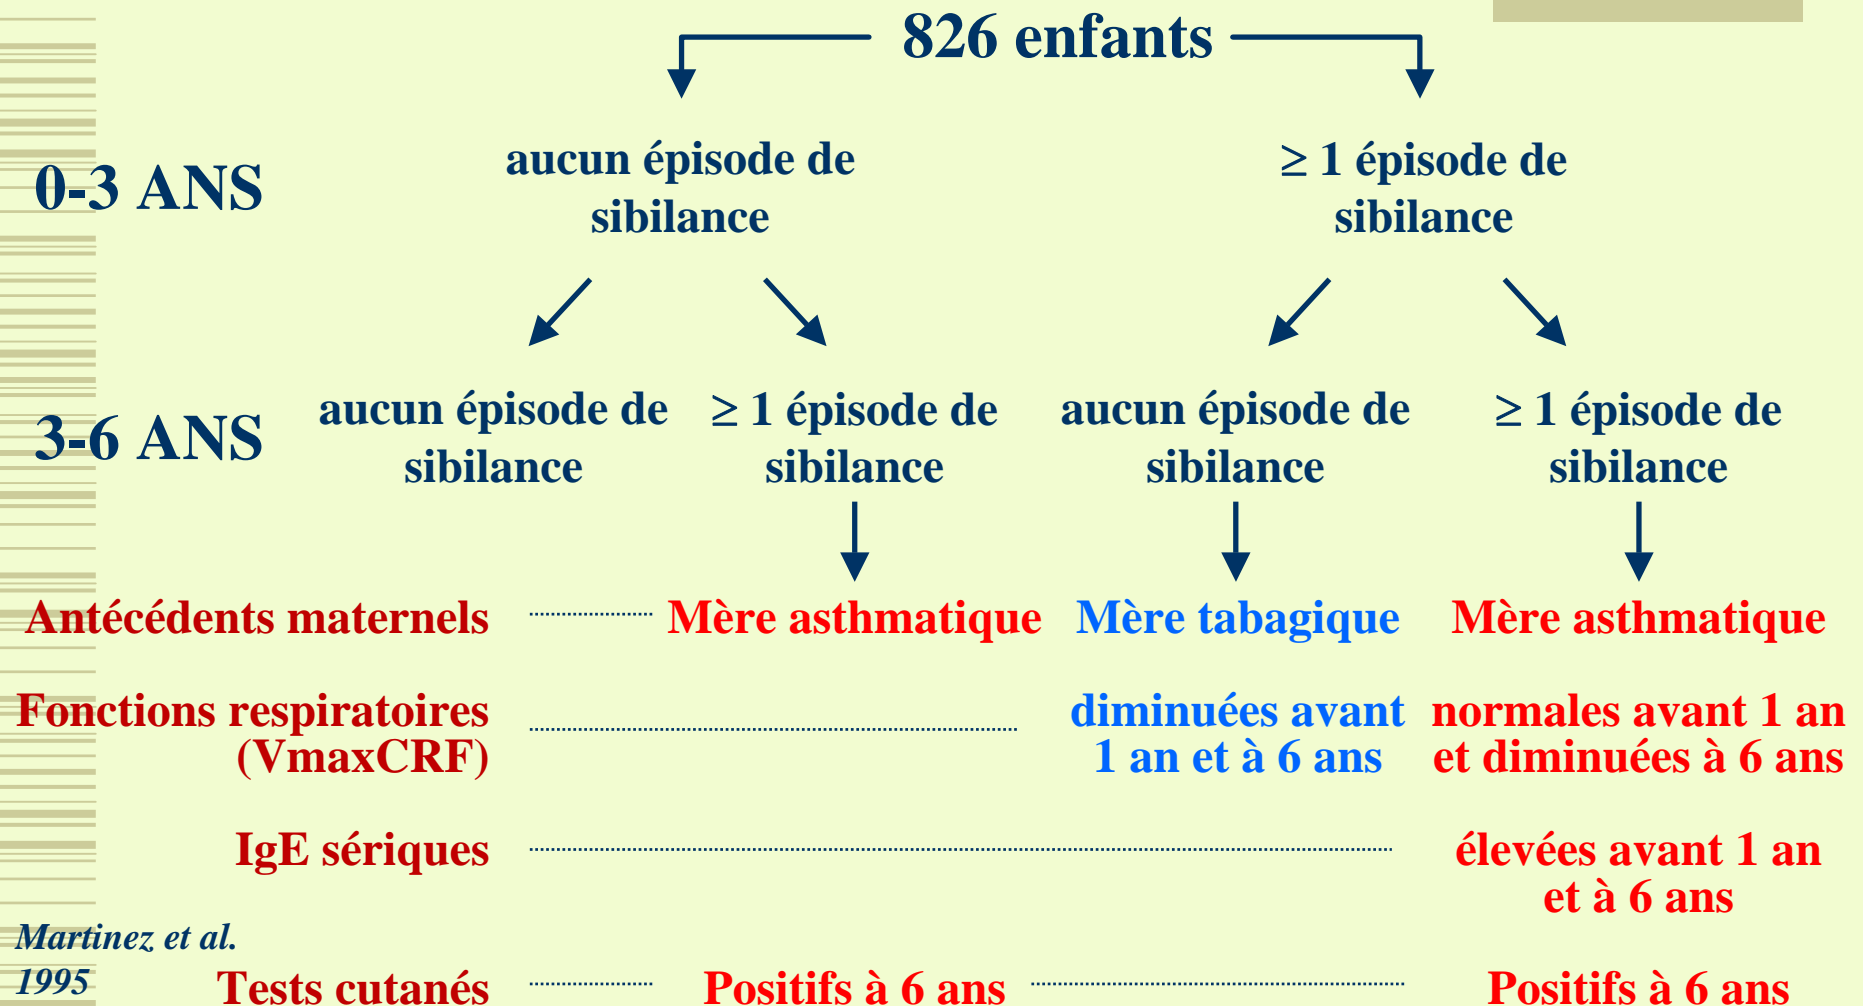 826 enfants
0-3 ANS
aucun épisode de
sibilance
≥ 1 épisode de
sibilance
3-6 ANS
aucun épisode de
sibilance
≥ 1 épisode de
sibilance
aucun épisode de
sibilance
≥ 1 épisode de
sibilance
Antécédents maternels
Mère asthmatique
Mère tabagique
Mère asthmatique
Fonctions respiratoires
(VmaxCRF)
diminuées avant
1 an et à 6 ans
normales avant 1 an
et diminuées à 6 ans
IgE sériques
élevées avant 1 an
et à 6 ans
Martinez et al.
1995
Tests cutanés
Positifs à 6 ans
Positifs à 6 ans